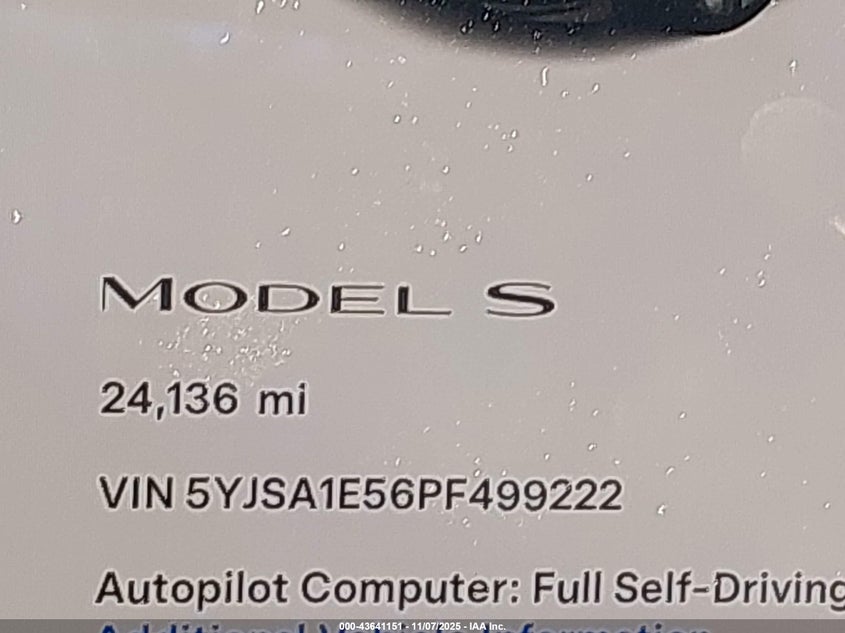 MODEL S
24,136 mi
VIN 5YJSA1E56PF499222
Autopilot Computer: Full Self-Driving
000-43641151 - 11/07/2025 - IAA Inc.